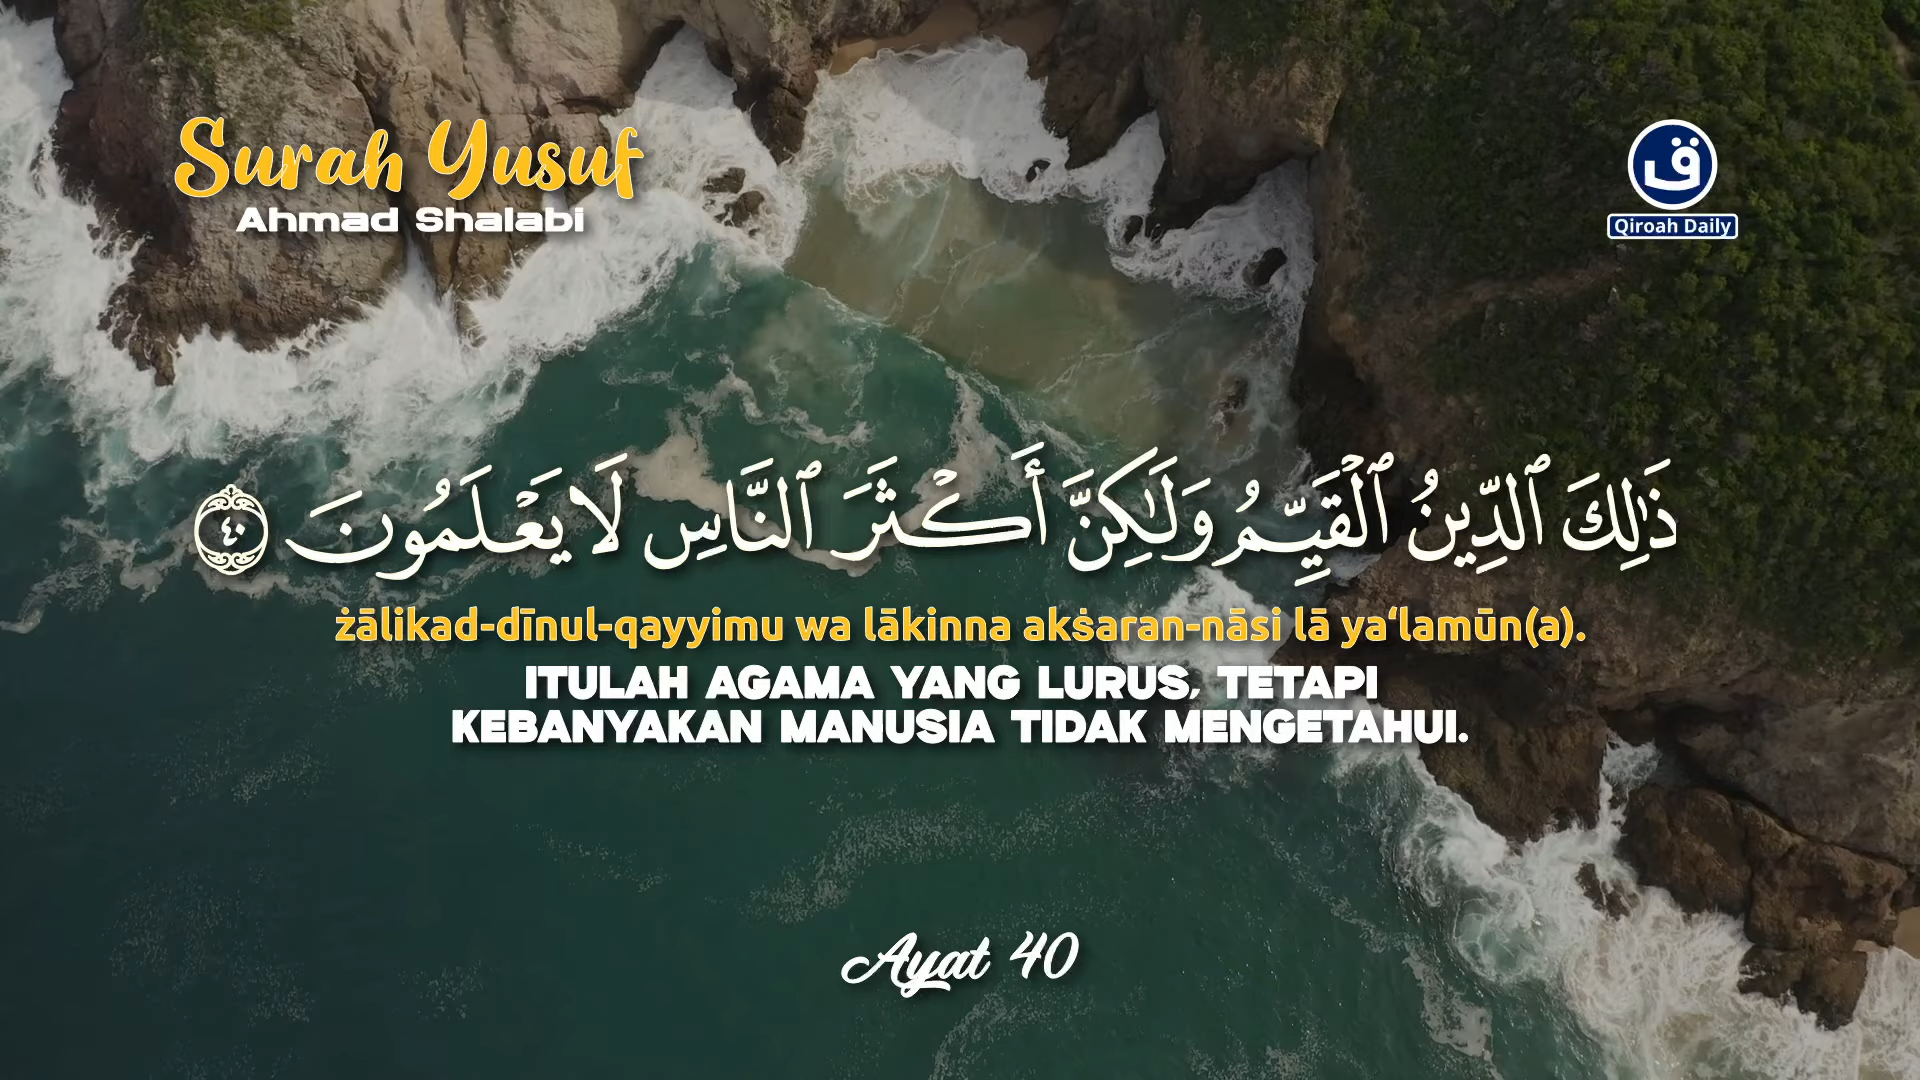 Surah Yusuf
Ahmad Shalabi
ق
Qiroah Daily
ذَٰلِكَ ٱلدِّينُ ٱلْقَيِّمُ وَلَـٰكِنَّ أَكْثَرَ ٱلنَّاسِ لَا يَعْلَمُونَ ٤٠
żālikad-dīnul-qayyimu wa lākinna akṡaran-nāsi lā ya‘lamūn(a).
ITULAH AGAMA YANG LURUS, TETAPI
KEBANYAKAN MANUSIA TIDAK MENGETAHUI.
Ayat 40